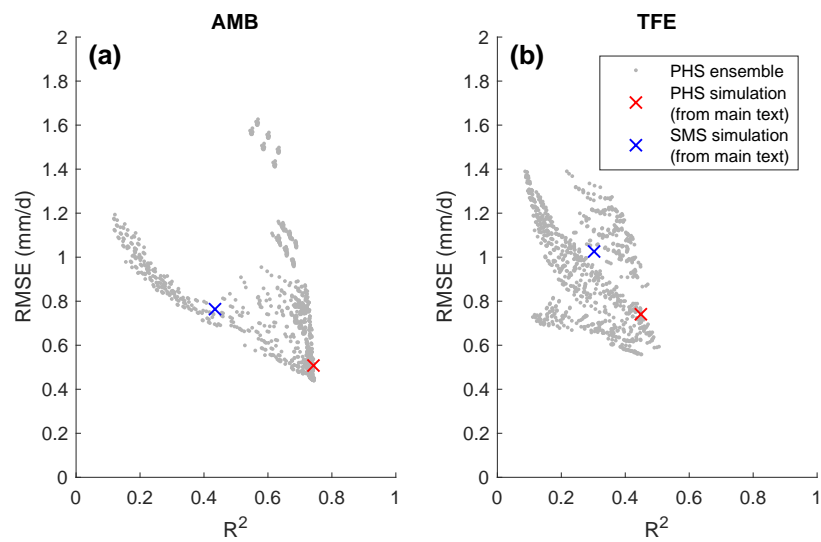 AMB
(a)
2
1.8
1.6
1.4
1.2
1
0.8
0.6
0.4
0.2
0
RMSE (mm/d)
0 0.2 0.4 0.6 0.8 1
R²
TFE
(b)
PHS ensemble
PHS simulation
(from main text)
SMS simulation
(from main text)
2
1.8
1.6
1.4
1.2
1
0.8
0.6
0.4
0.2
0
RMSE (mm/d)
0 0.2 0.4 0.6 0.8 1
R²